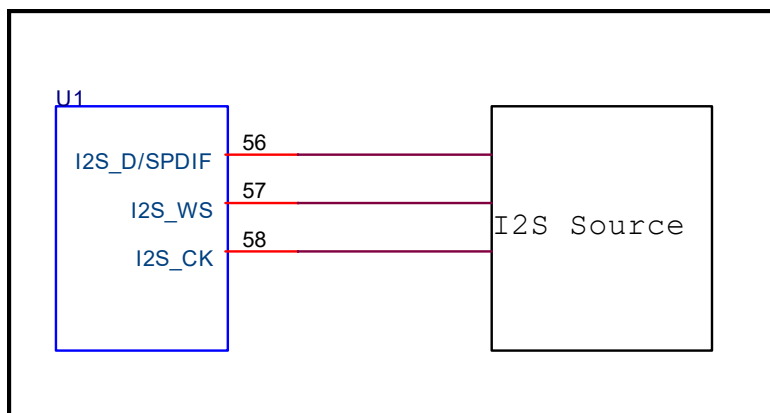 U1
I2S_D/SPDIF 56
I2S_WS 57
I2S_CK 58
I2S Source